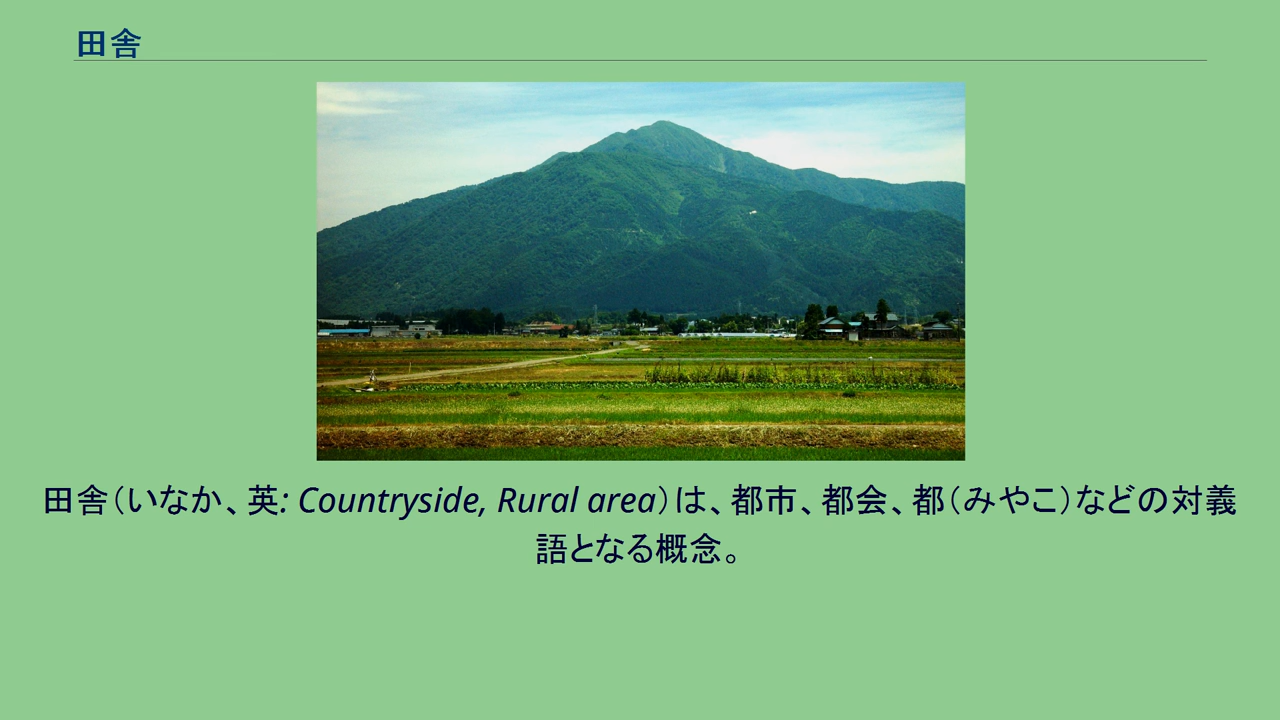 田舎
田舎（いなか、英: Countryside, Rural area）は、都市、都会、都（みやこ）などの対義
語となる概念。